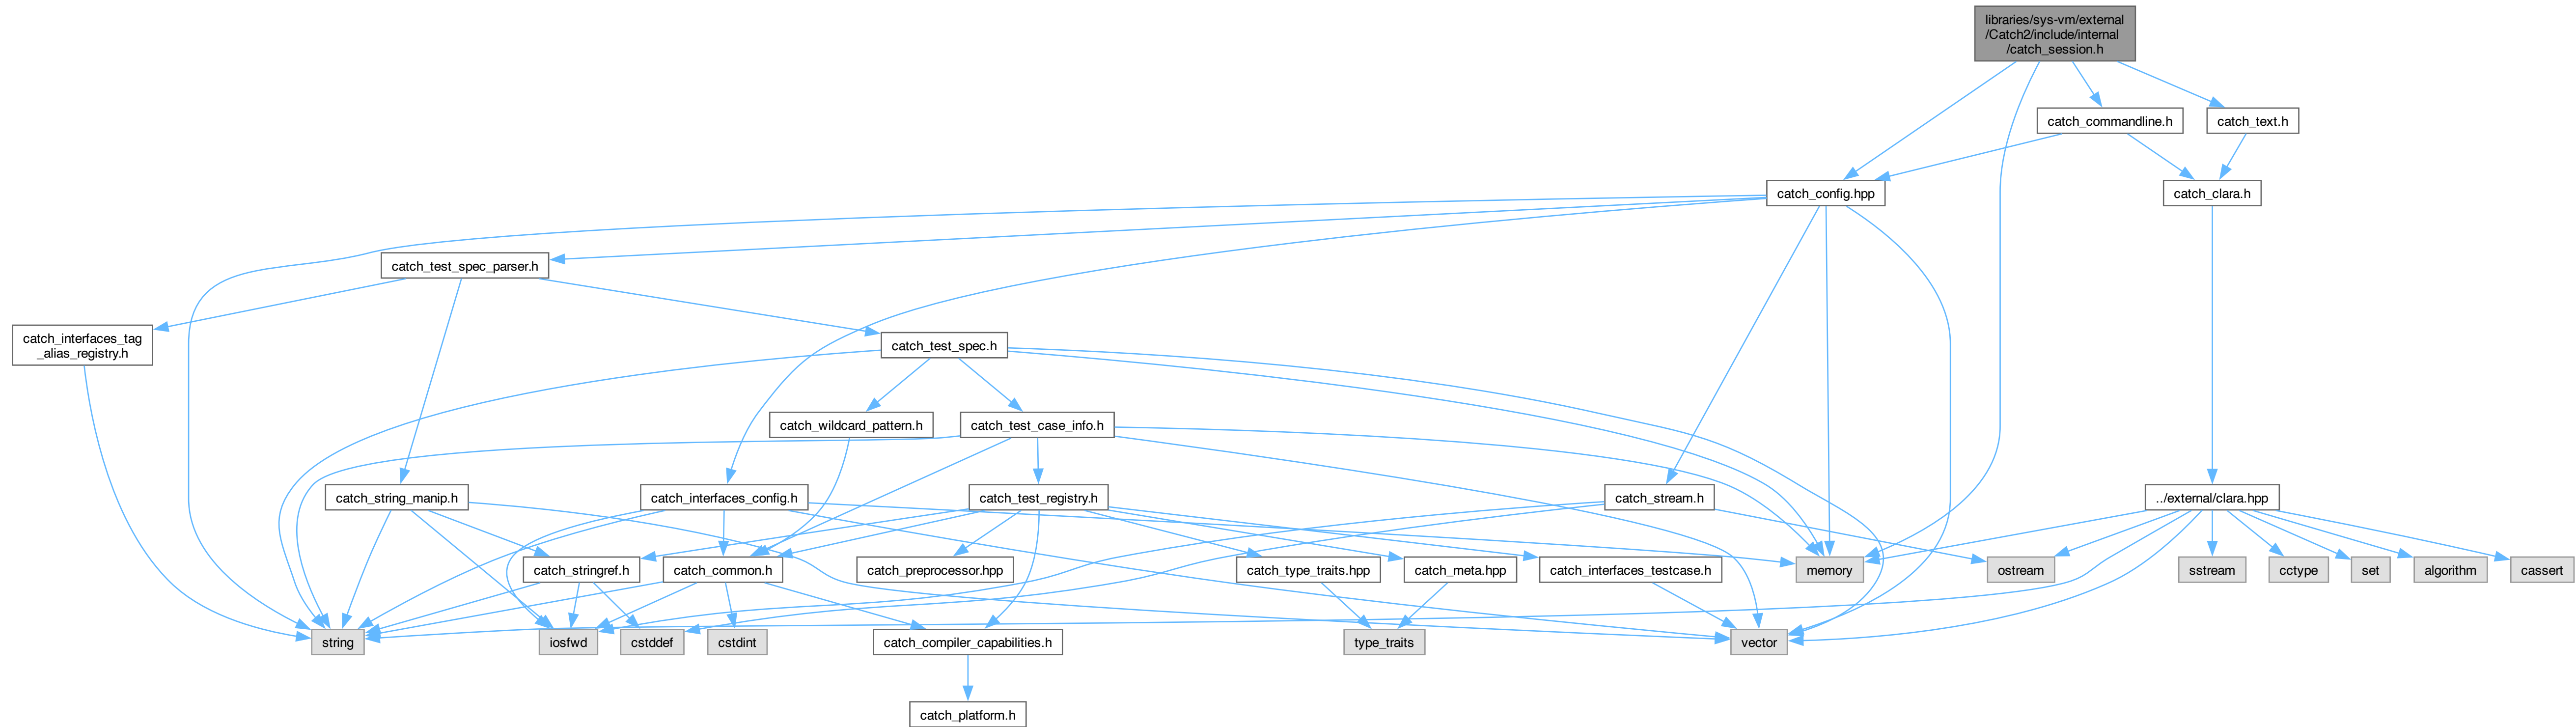 libraries/sys-vm/external
/Catch2/include/internal
/catch_session.h
catch_commandline.h
catch_text.h
catch_config.hpp
catch_clara.h
catch_test_spec_parser.h
catch_interfaces_tag
_alias_registry.h
catch_test_spec.h
catch_wildcard_pattern.h
catch_test_case_info.h
catch_string_manip.h
catch_interfaces_config.h
catch_test_registry.h
catch_stream.h
../external/clara.hpp
catch_stringref.h
catch_common.h
catch_preprocessor.hpp
catch_type_traits.hpp
catch_meta.hpp
catch_interfaces_testcase.h
memory
ostream
sstream
cctype
set
algorithm
cassert
string
iosfwd
cstddef
cstdint
catch_compiler_capabilities.h
type_traits
vector
catch_platform.h